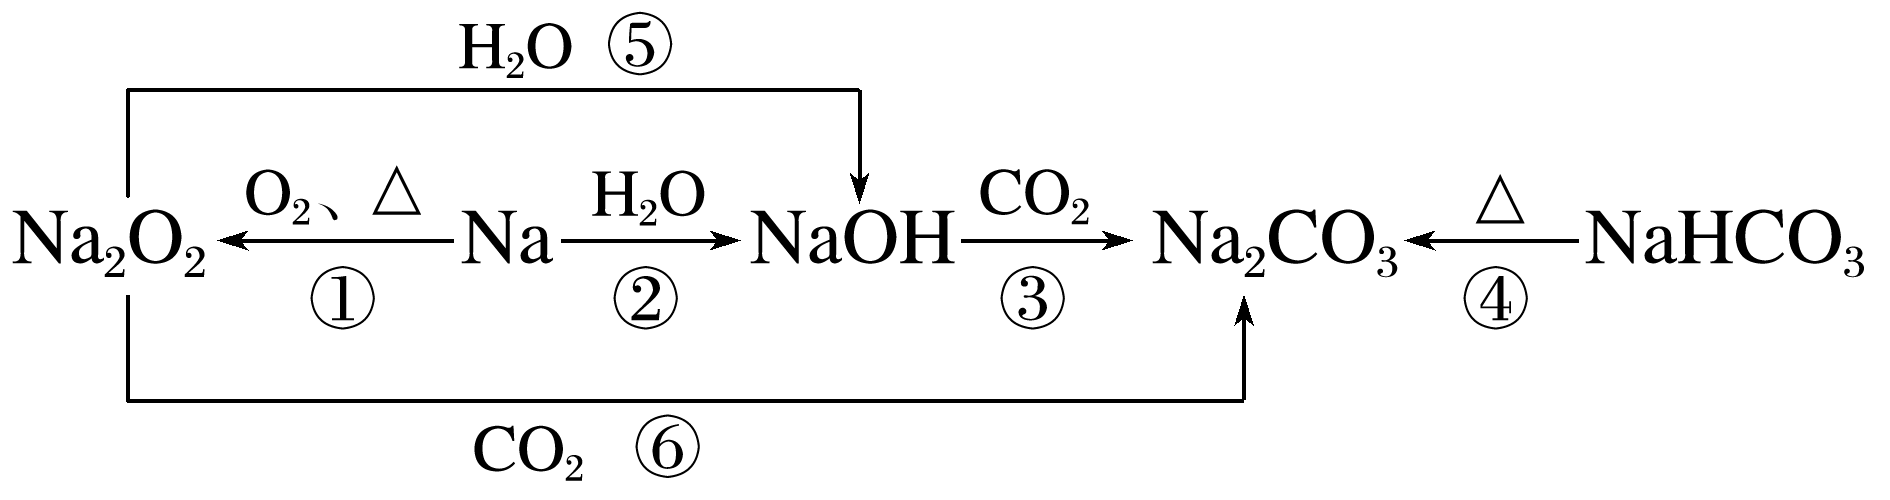 H₂O ⑤
O₂、△ H₂O CO₂ △
Na₂O₂ Na NaOH Na₂CO₃ NaHCO₃
① ② ③ ④
CO₂ ⑥